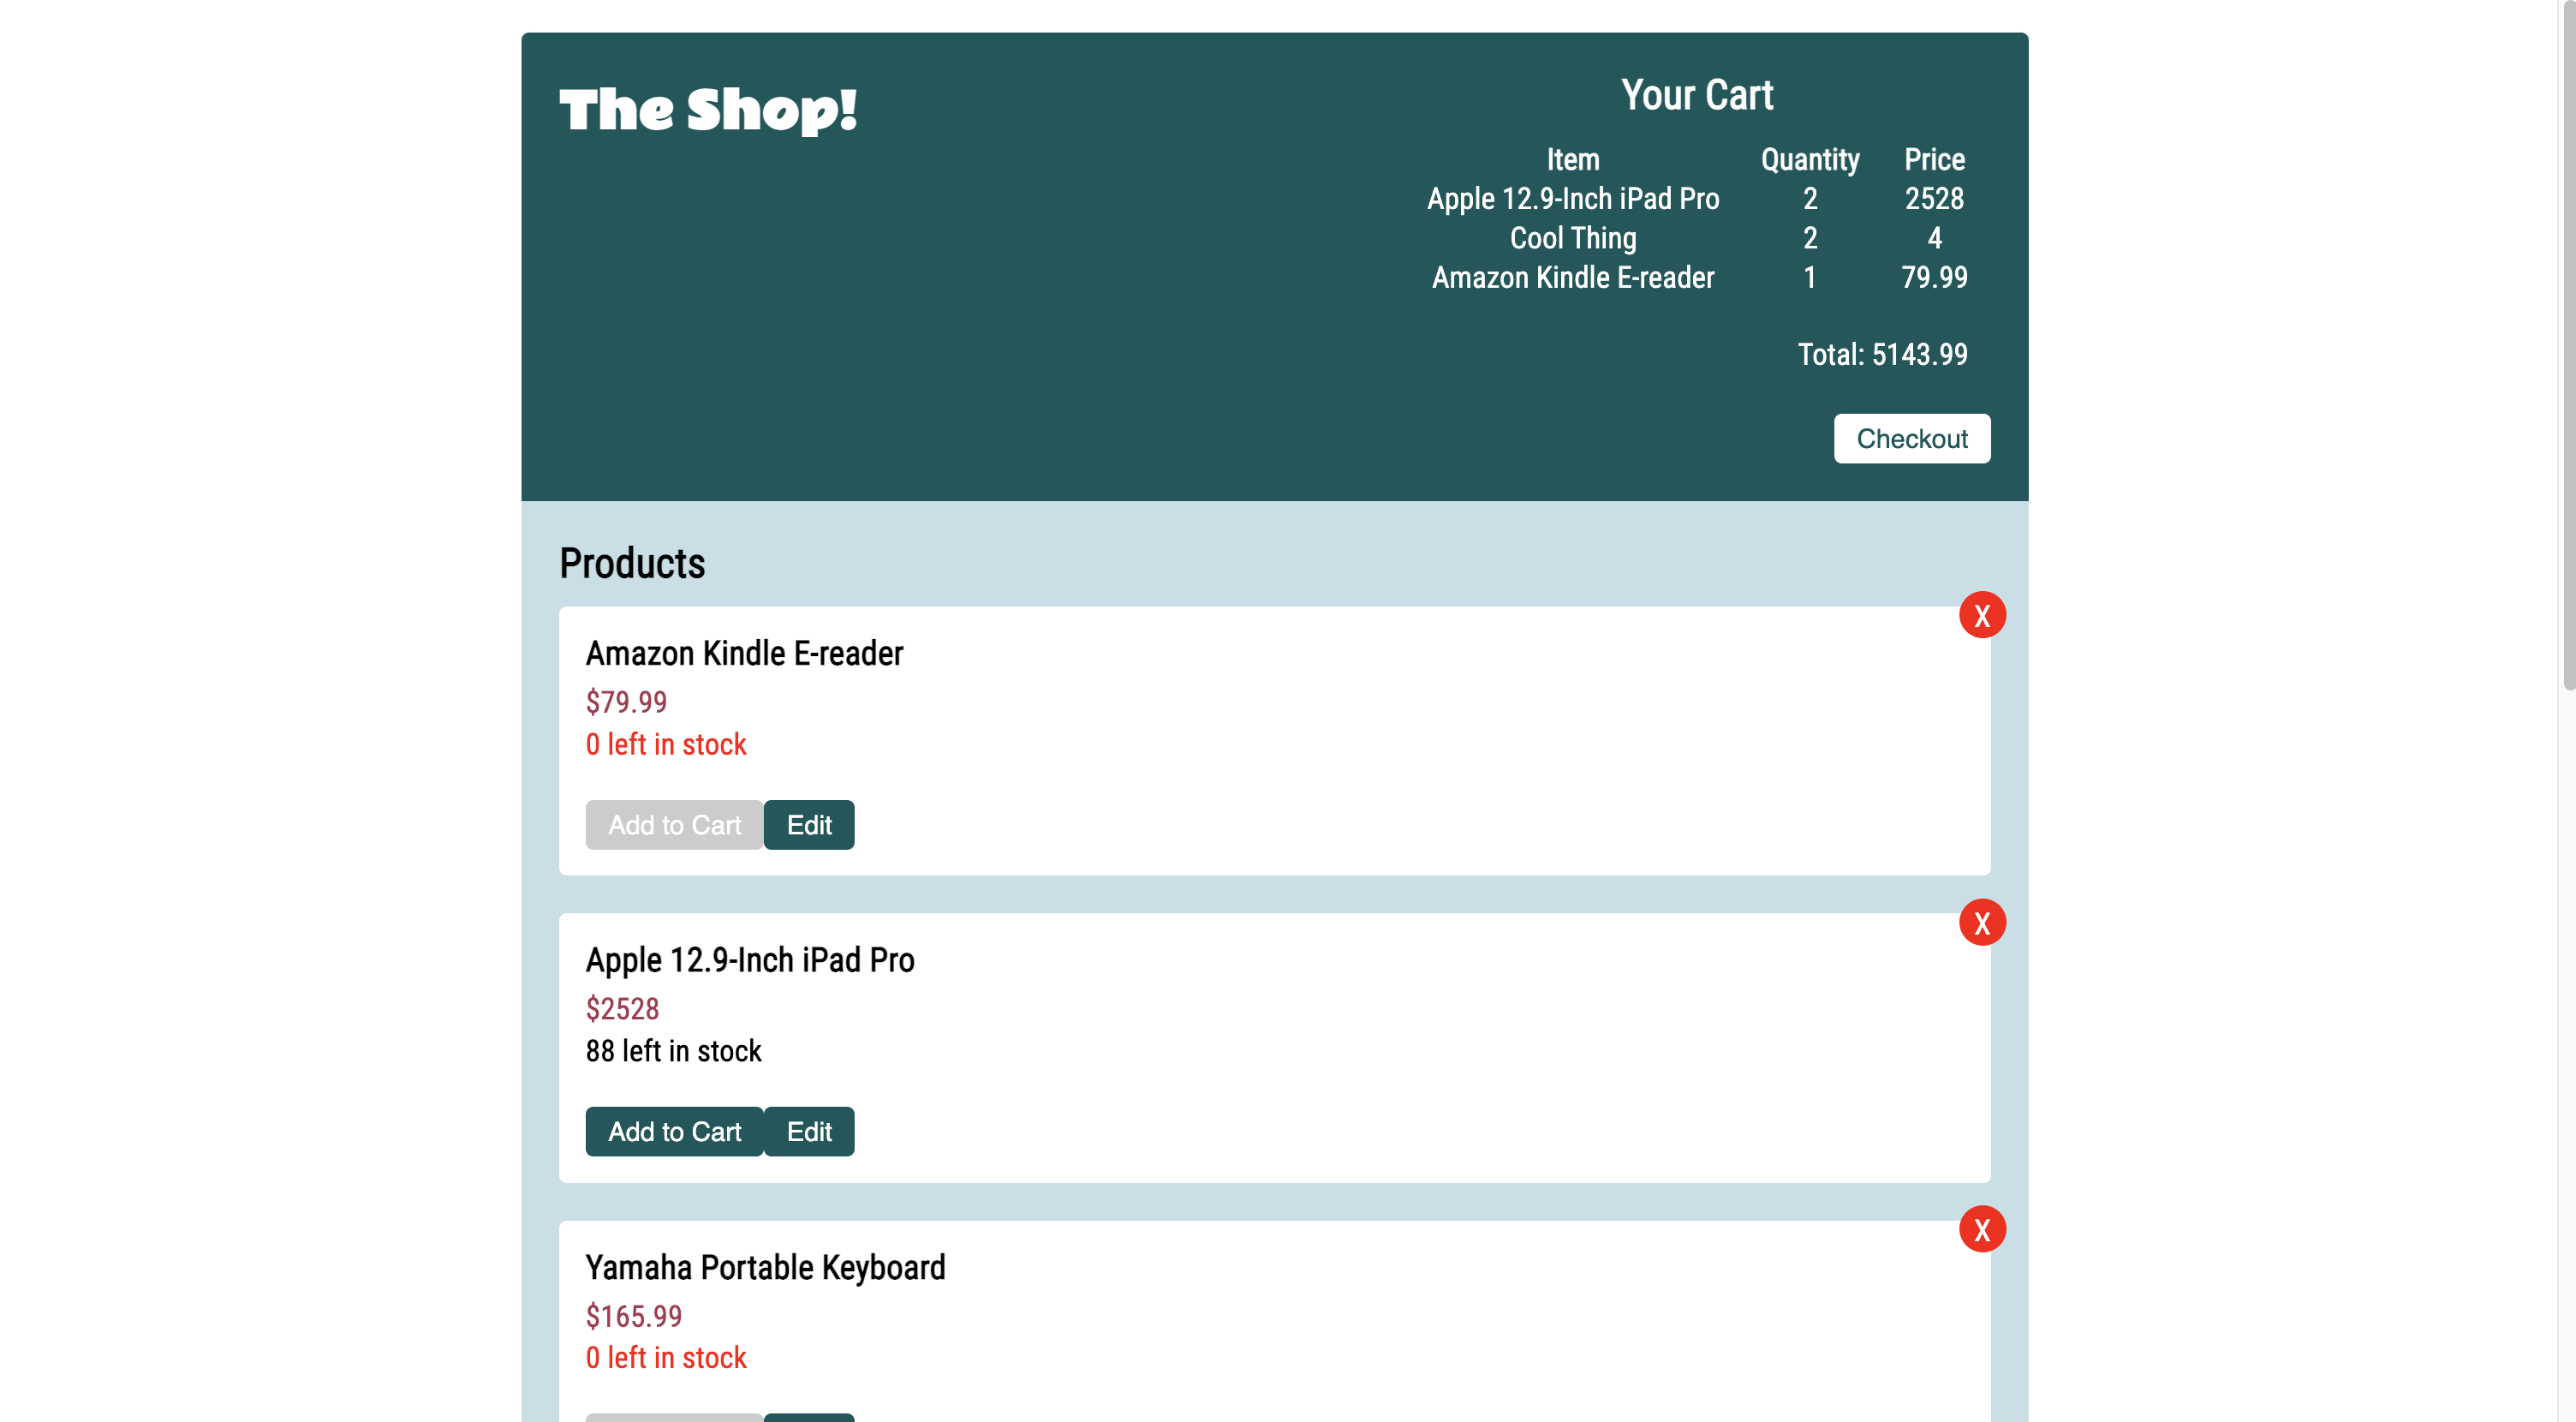 The Shop!
Your Cart
Item Quantity Price
Apple 12.9-Inch iPad Pro 2 2528
Cool Thing 2 4
Amazon Kindle E-reader 1 79.99
Total: 5143.99
Checkout
Products
X
Amazon Kindle E-reader
$79.99
0 left in stock
Add to Cart Edit
X
Apple 12.9-Inch iPad Pro
$2528
88 left in stock
Add to Cart Edit
X
Yamaha Portable Keyboard
$165.99
0 left in stock